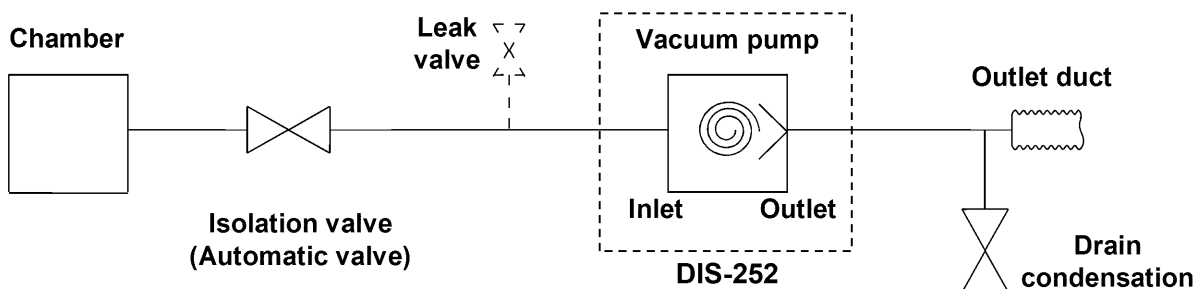 Chamber
Leak
valve
Vacuum pump
Outlet duct
Inlet
Outlet
Isolation valve
(Automatic valve)
DIS-252
Drain
condensation